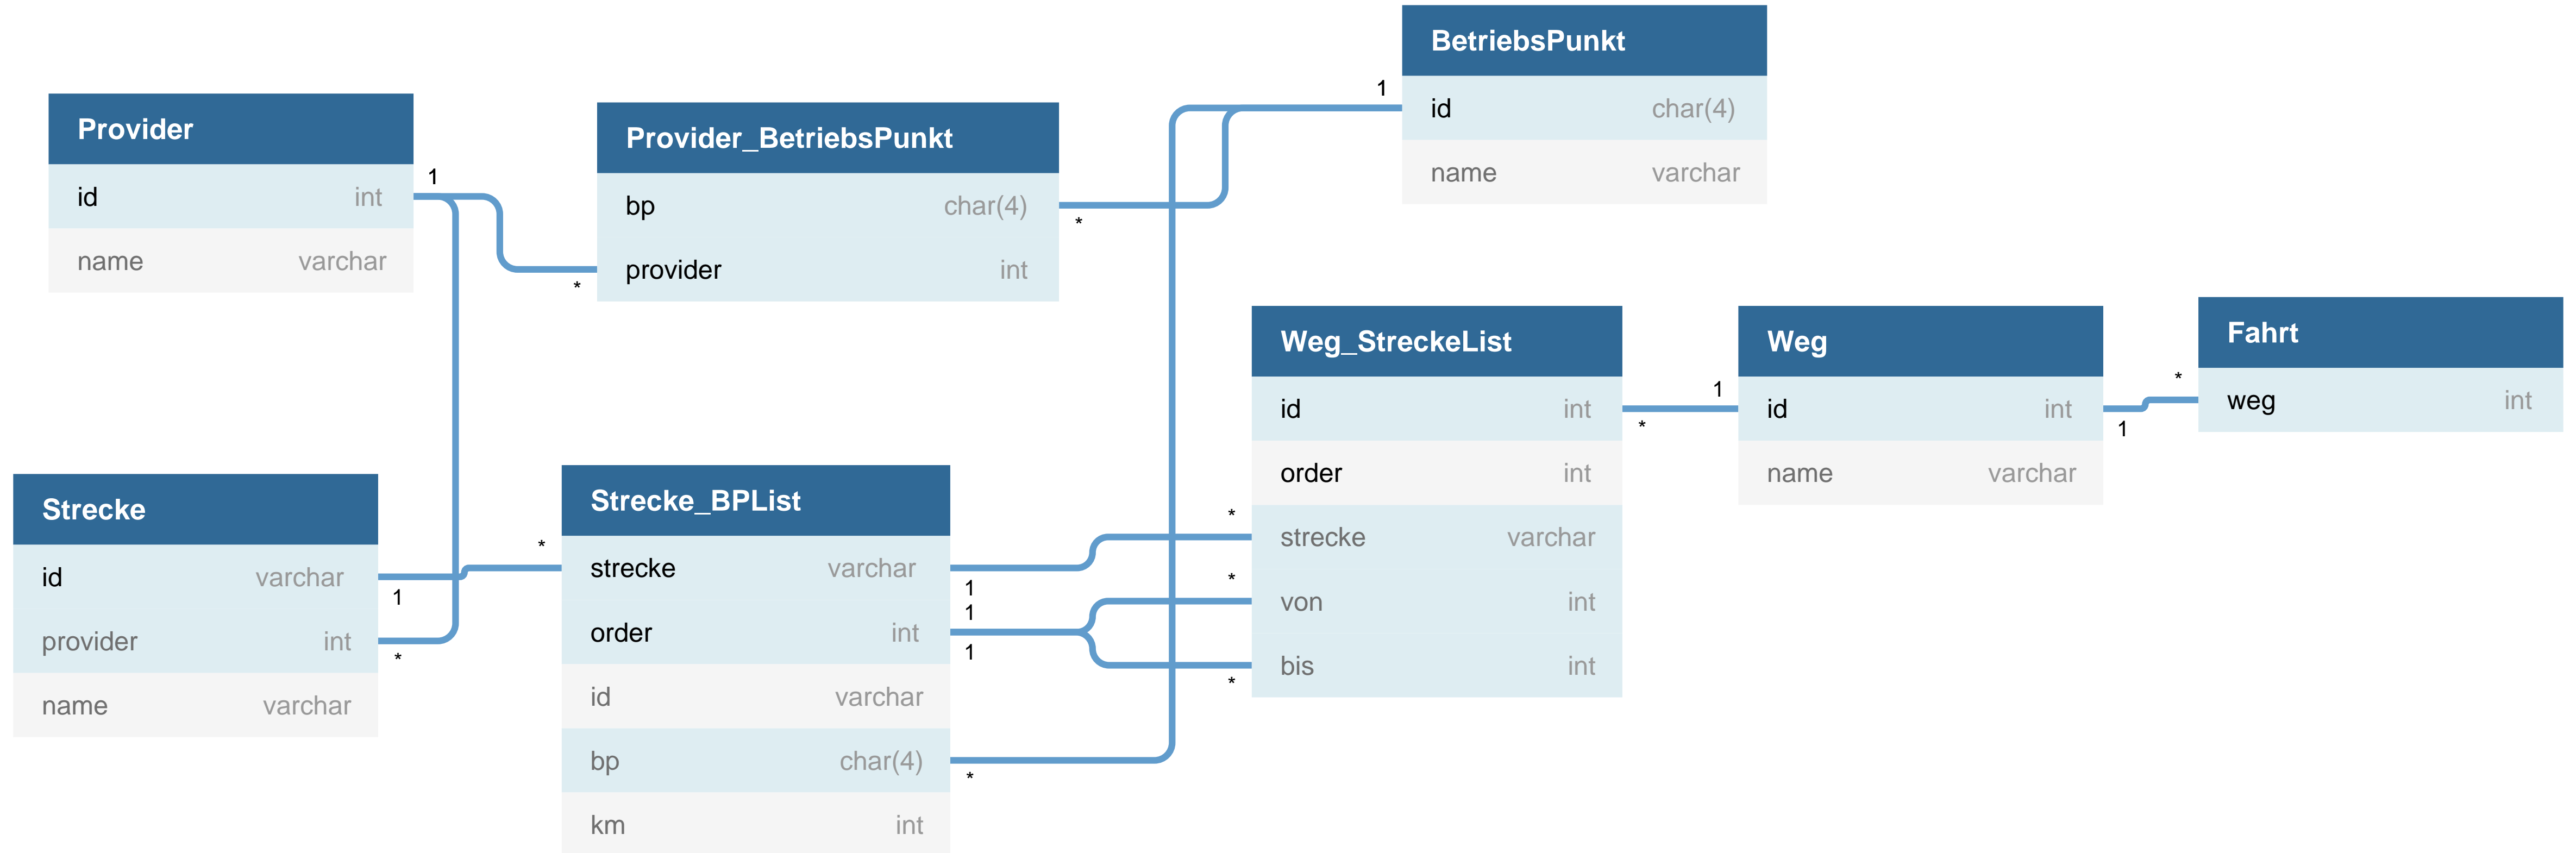 BetriebsPunkt
id char(4)
name varchar
1
Provider
id int
name varchar
1
Provider_BetriebsPunkt
bp char(4)
provider int
*
*
Weg_StreckeList
id int
order int
strecke varchar
von int
bis int
*
*
*
*
Weg
id int
name varchar
1
1
Fahrt
weg int
*
Strecke
id varchar
provider int
name varchar
1
*
Strecke_BPList
strecke varchar
order int
id varchar
bp char(4)
km int
*
1
1
1
*